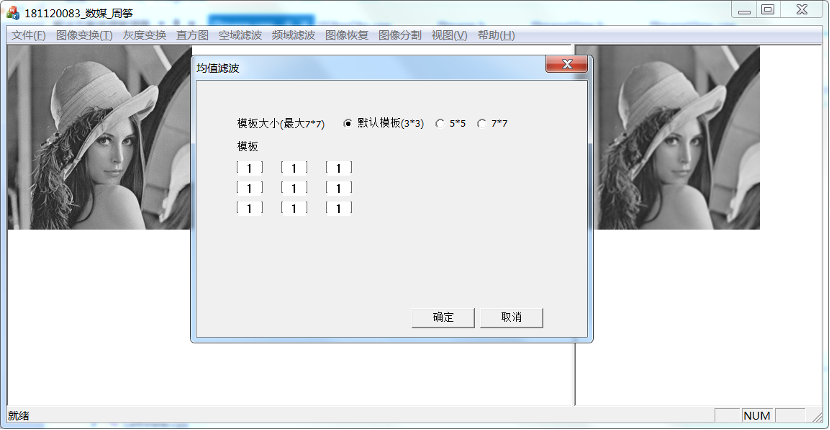 181120083_数媒_周筝
文件(F) 图像变换(T) 灰度变换 直方图 空域滤波 频域滤波 图像恢复 图像分割 视图(V) 帮助(H)
均值滤波
模板大小(最大7*7) 默认模板(3*3) 5*5 7*7
模板
1 1 1
1 1 1
1 1 1
确定 取消
就绪 NUM